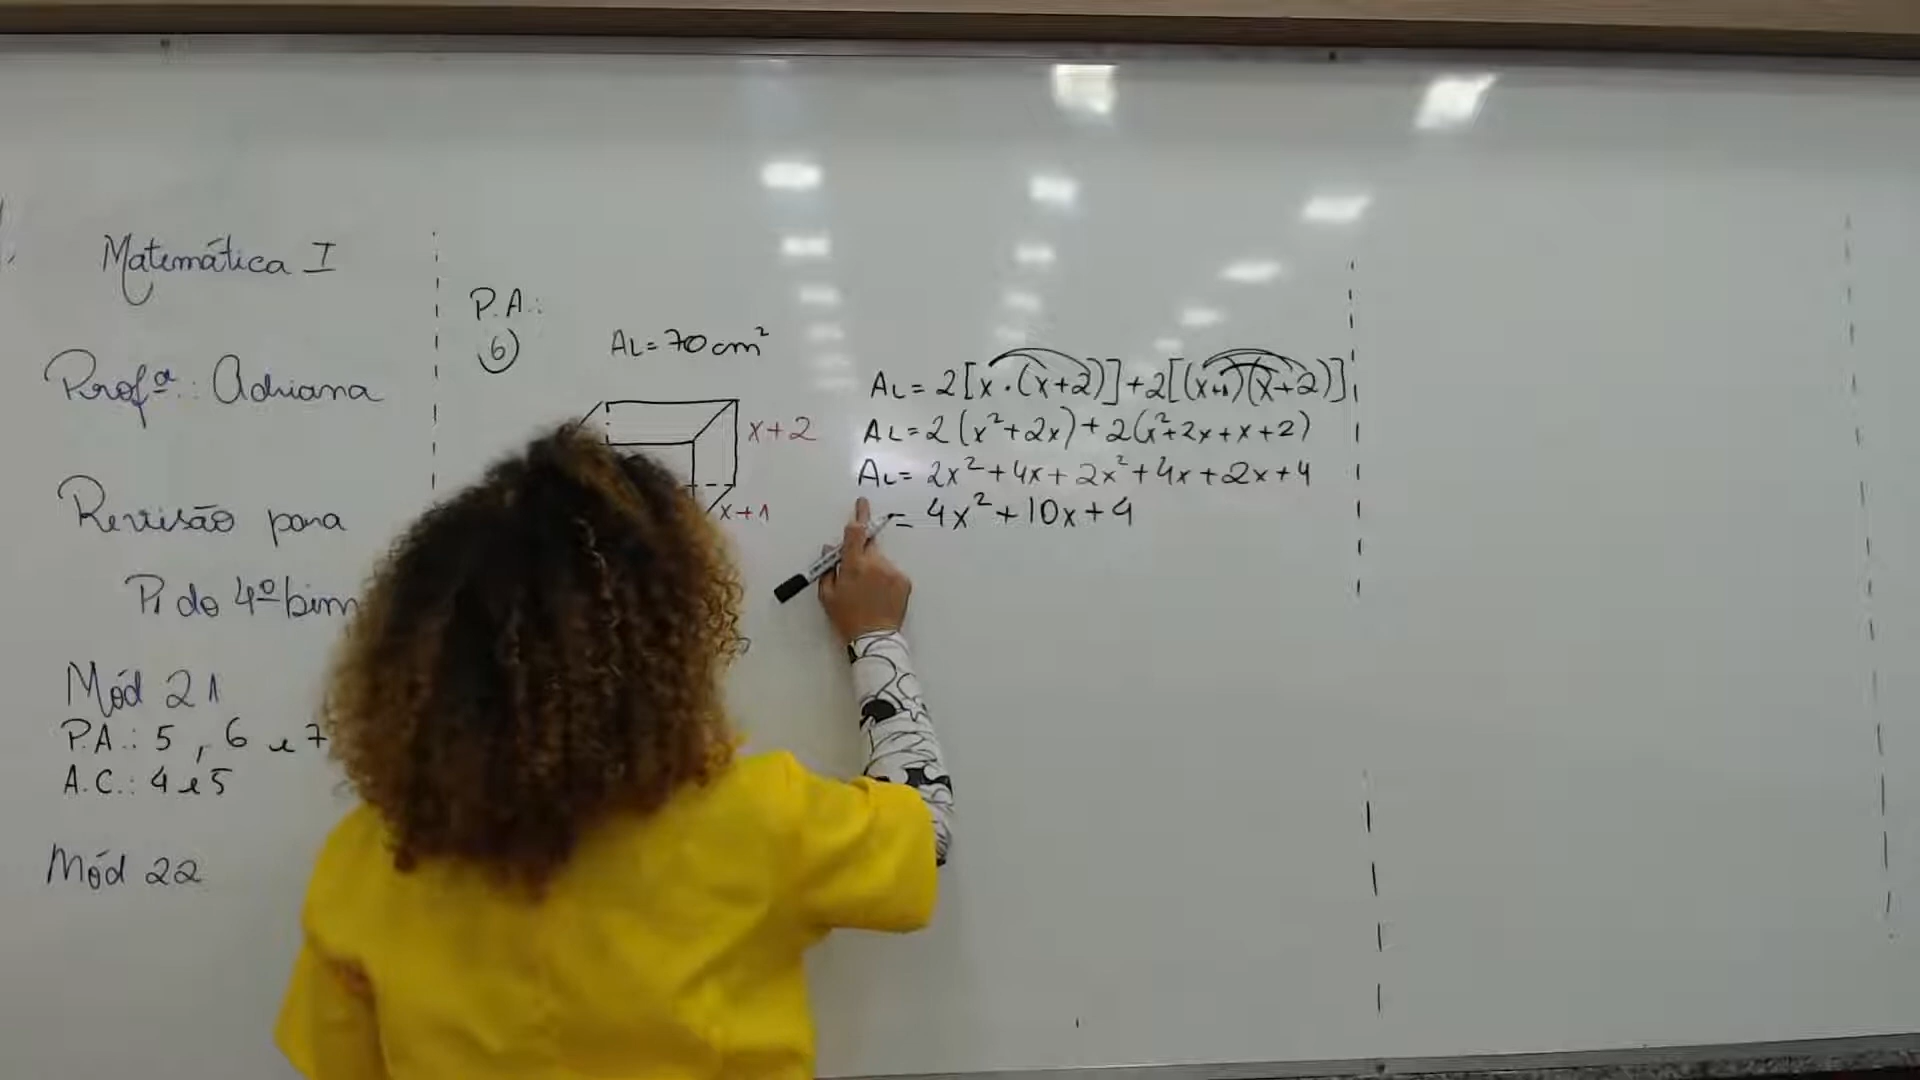 Matemática I
Profª.: Adriana
Revisão para
P1 do 4º bim
Mód 21
P.A.: 5, 6 e 7
A.C.: 4 e 5
Mód 22
P.A.:
6
AL = 70 cm²
x+2
x+1
AL = 2[x·(x+2)]+2[(x+1)(x+2)]
AL = 2(x²+2x)+2(x²+2x+x+2)
AL = 2x²+4x+2x²+4x+2x+4
= 4x²+10x+4